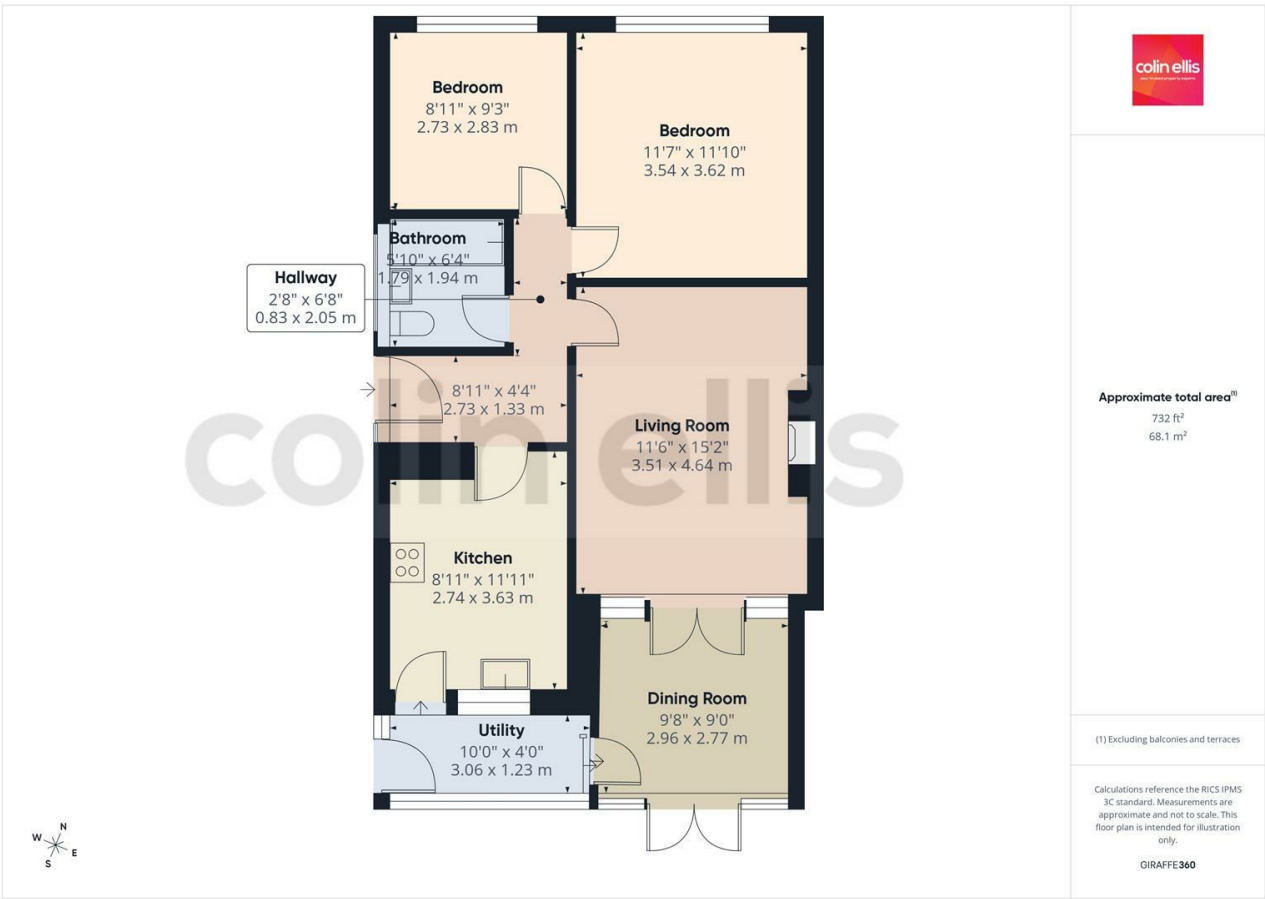 Bedroom
8'11" x 9'3"
2.73 x 2.83 m
Bedroom
11'7" x 11'10"
3.54 x 3.62 m
Bathroom
5'10" x 6'4"
1.79 x 1.94 m
Hallway
2'8" x 6'8"
0.83 x 2.05 m
8'11" x 4'4"
2.73 x 1.33 m
Living Room
11'6" x 15'2"
3.51 x 4.64 m
colin ellis
Kitchen
8'11" x 11'11"
2.74 x 3.63 m
Dining Room
9'8" x 9'0"
2.96 x 2.77 m
Utility
10'0" x 4'0"
3.06 x 1.23 m
N
W
E
S
colin ellis
your trusted property experts
Approximate total area(1)
732 ft²
68.1 m²
(1) Excluding balconies and terraces
Calculations reference the RICS IPMS
3C standard. Measurements are
approximate and not to scale. This
floor plan is intended for illustration
only.
GIRAFFE360